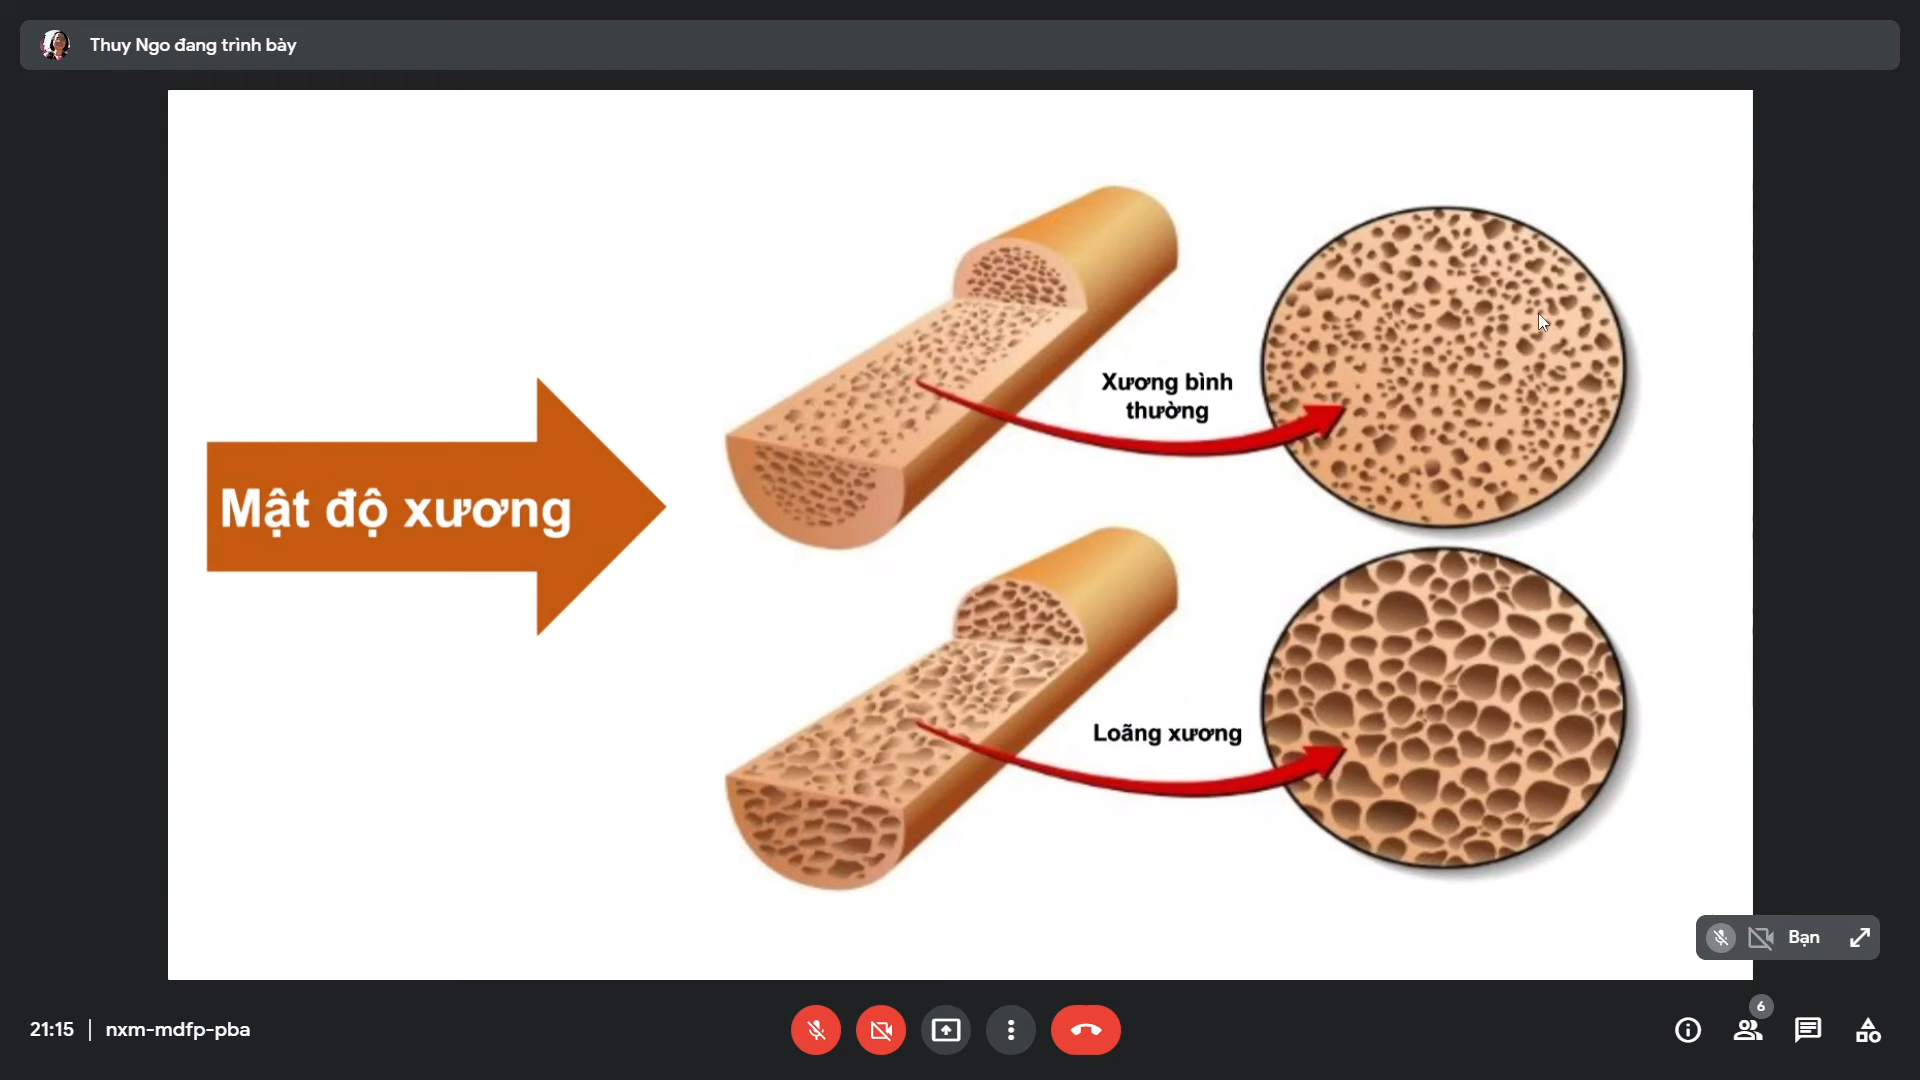 Thuy Ngo đang trình bày
Mật độ xương
Xương bình
thường
Loãng xương
Bạn
21:15 | nxm-mdfp-pba
6